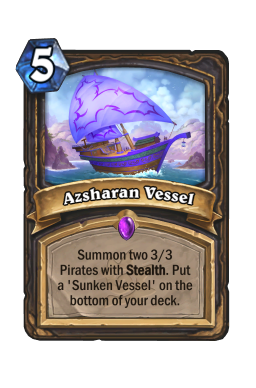 5
Azsharan Vessel
Summon two 3/3
Pirates with Stealth. Put
a 'Sunken Vessel' on the
bottom of your deck.